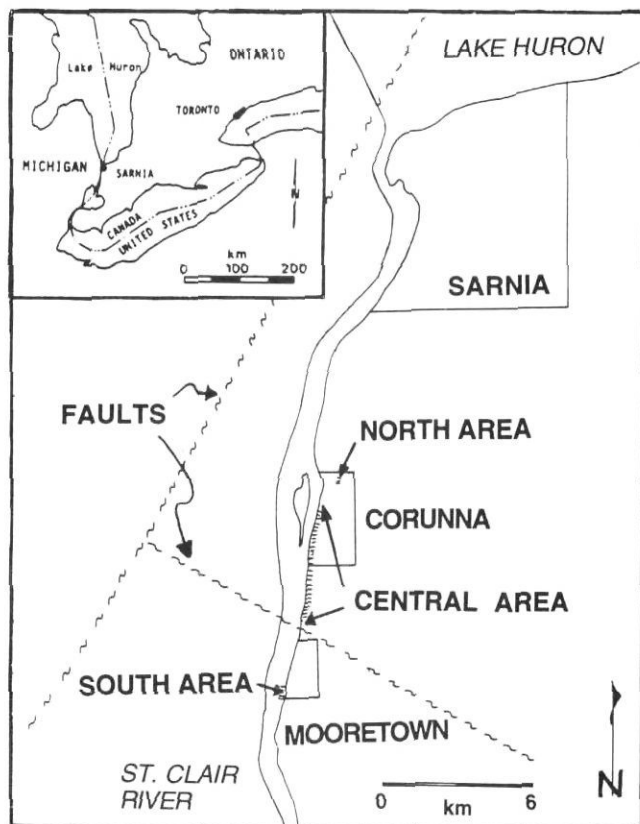 LAKE HURON
ONTARIO
Lake Huron
TORONTO
MICHIGAN
SARNIA
N
CANADA
UNITED STATES
km
0 100 200
SARNIA
FAULTS
NORTH AREA
CORUNNA
CENTRAL AREA
SOUTH AREA
MOORETOWN
ST. CLAIR
RIVER
0 6
km
N